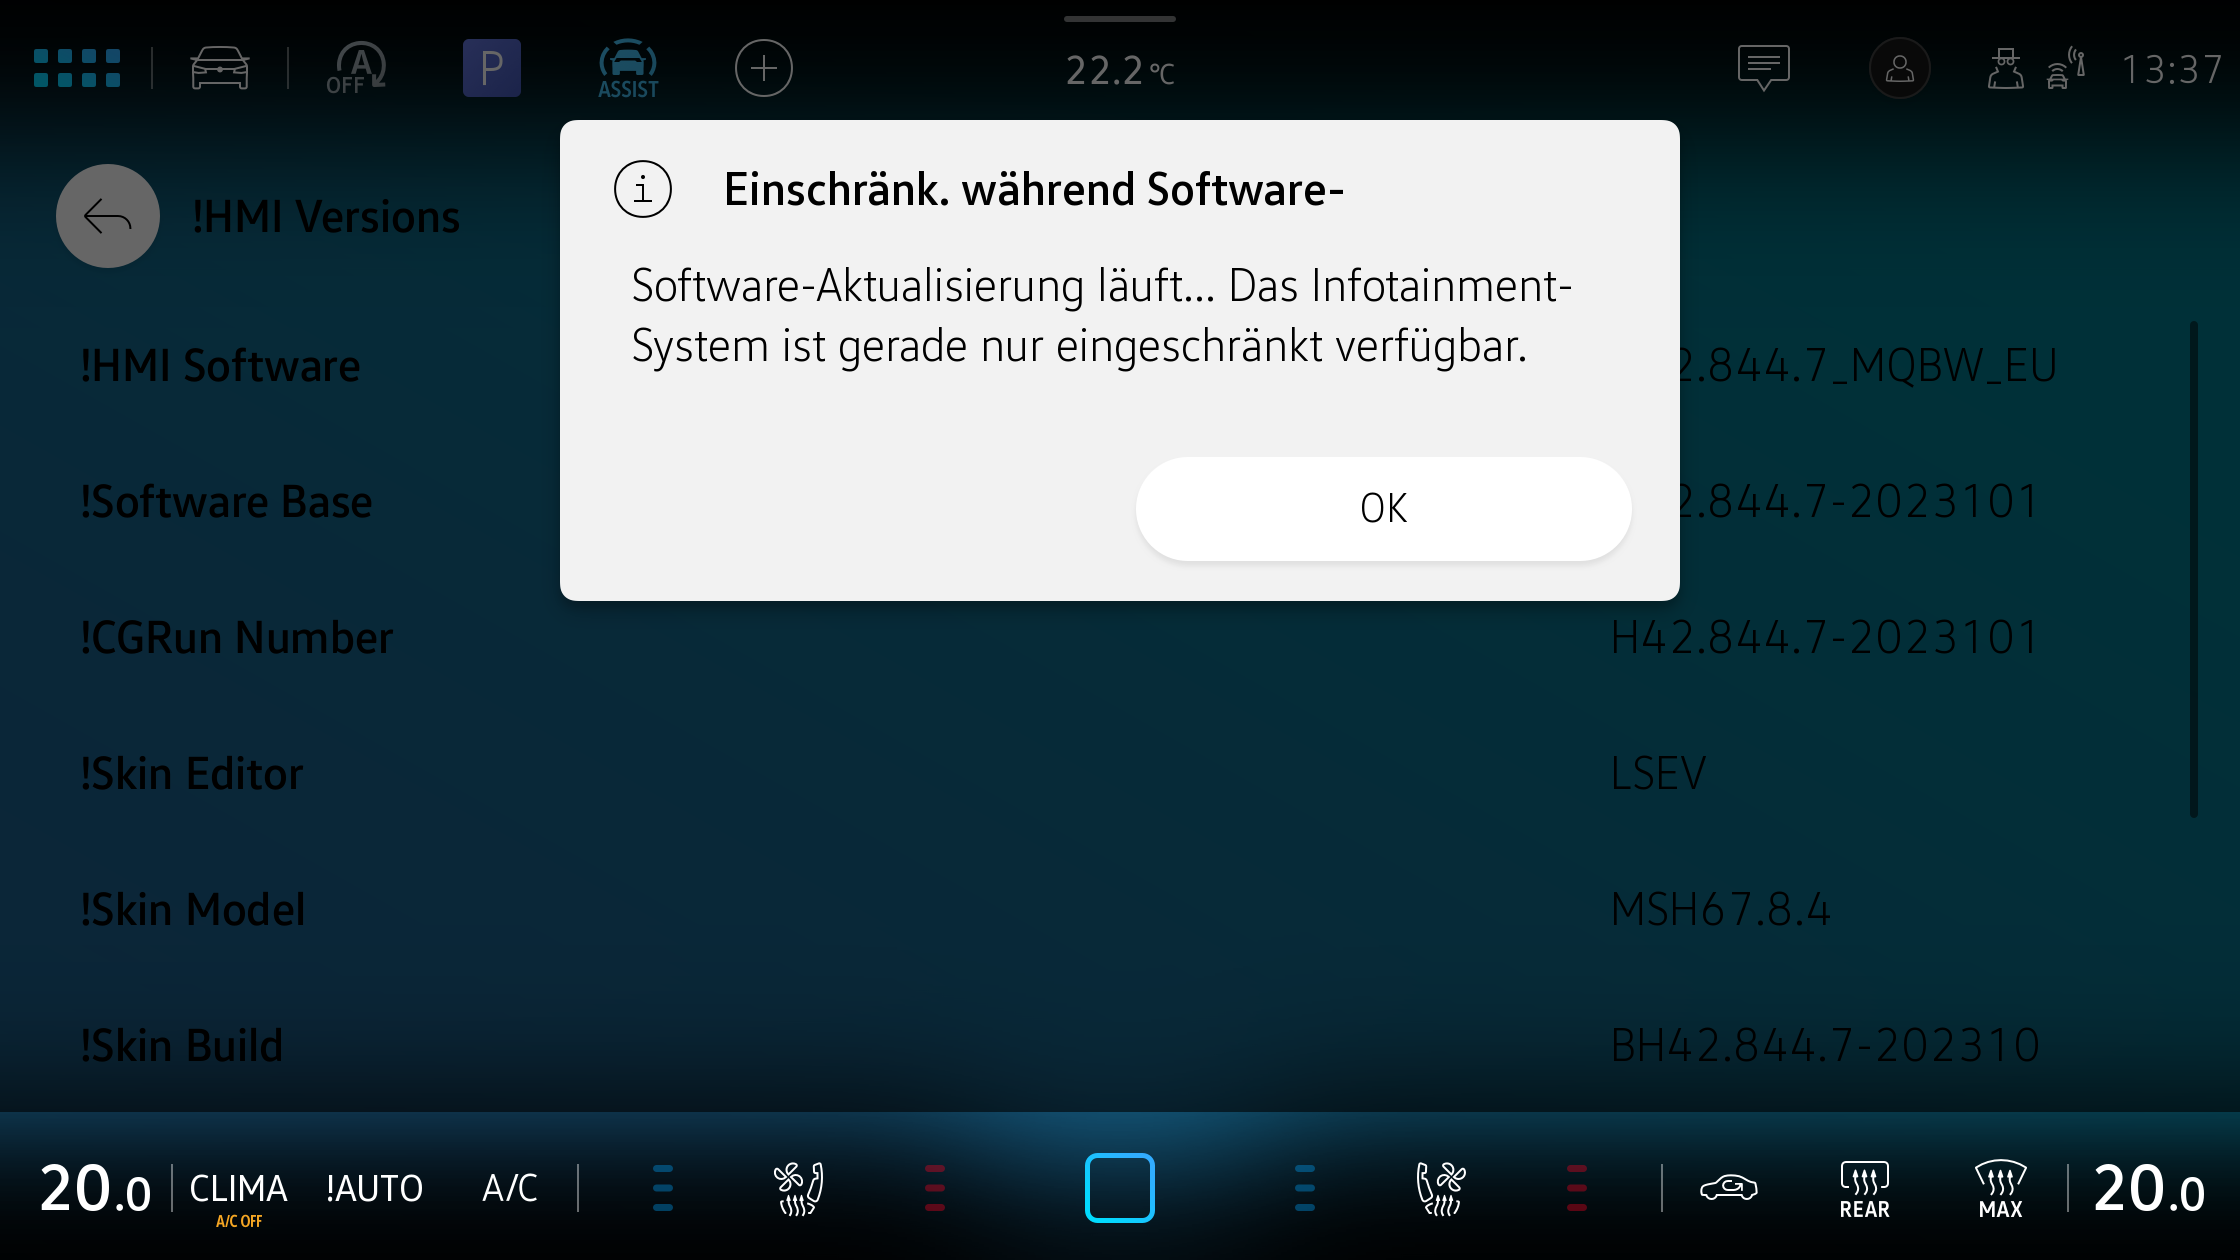 A
OFF
P
ASSIST
22.2 °C
13:37
!HMI Versions
Einschränk. während Software-
Software-Aktualisierung läuft... Das Infotainment-
System ist gerade nur eingeschränkt verfügbar.
OK
!HMI Software
2.844.7_MQBW_EU
!Software Base
2.844.7-2023101
!CGRun Number
H42.844.7-2023101
!Skin Editor
LSEV
!Skin Model
MSH67.8.4
!Skin Build
BH42.844.7-202310
20.0
CLIMA
A/C OFF
!AUTO
A/C
REAR
MAX
20.0